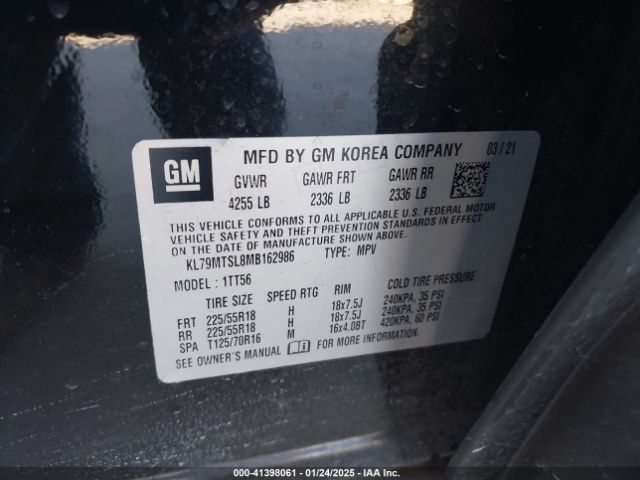 GM
MFD BY GM KOREA COMPANY 03/21
GVWR GAWR FRT GAWR RR
4255 LB 2336 LB 2336 LB
THIS VEHICLE CONFORMS TO ALL APPLICABLE U.S. FEDERAL MOTOR
VEHICLE SAFETY AND THEFT PREVENTION STANDARDS IN EFFECT
ON THE DATE OF MANUFACTURE SHOWN ABOVE.
KL79MTSL8MB162986 TYPE: MPV
MODEL : 1TT56
TIRE SIZE SPEED RTG RIM COLD TIRE PRESSURE
FRT 225/55R18 H 18x7.5J 240KPA, 35 PSI
RR 225/55R18 H 18x7.5J 240KPA, 35 PSI
SPA T125/70R16 M 16x4.0BT 420KPA, 60 PSI
SEE OWNER'S MANUAL FOR MORE INFORMATION.
000-41398061 - 01/24/2025 - IAA Inc.